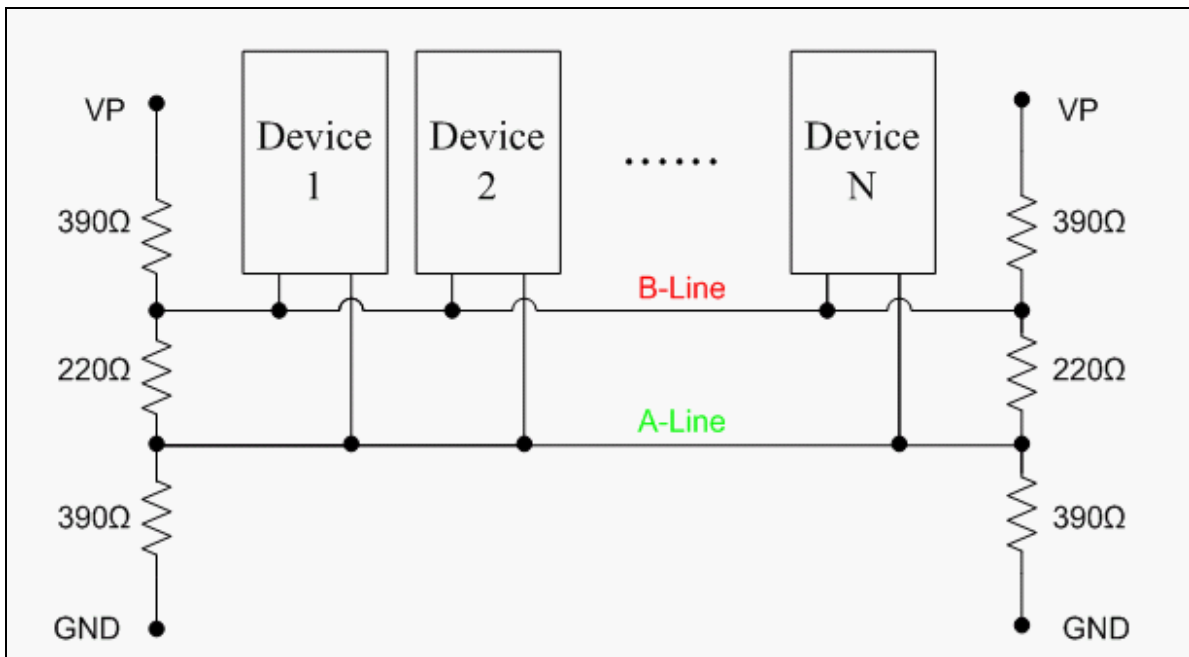 VP
Device
1
Device
2
......
Device
N
VP
390Ω
390Ω
B-Line
220Ω
220Ω
A-Line
390Ω
390Ω
GND
GND